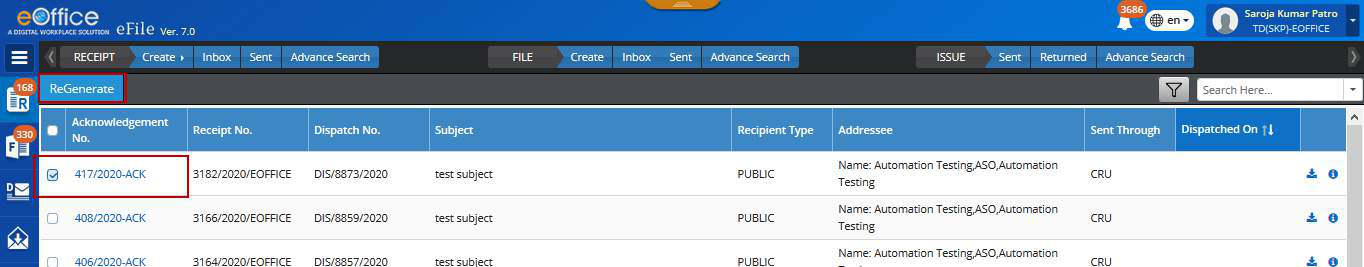 eOffice
A DIGITAL WORKPLACE SOLUTION
eFile Ver. 7.0
3686
en
Saroja Kumar Patro
TD(SKP)-EOFFICE
RECEIPT Create Inbox Sent Advance Search
FILE Create Inbox Sent Advance Search
ISSUE Sent Returned Advance Search
168
R
330
F
D
ReGenerate
Search Here...
Acknowledgement No. Receipt No. Dispatch No. Subject Recipient Type Addressee Sent Through Dispatched On
417/2020-ACK 3182/2020/EOFFICE DIS/8873/2020 test subject PUBLIC Name: Automation Testing,ASO,Automation Testing CRU
408/2020-ACK 3166/2020/EOFFICE DIS/8859/2020 test subject PUBLIC Name: Automation Testing,ASO,Automation Testing CRU
406/2020-ACK 3164/2020/EOFFICE DIS/8857/2020 test subject PUBLIC Name: Automation Testing,ASO,Automation CRU